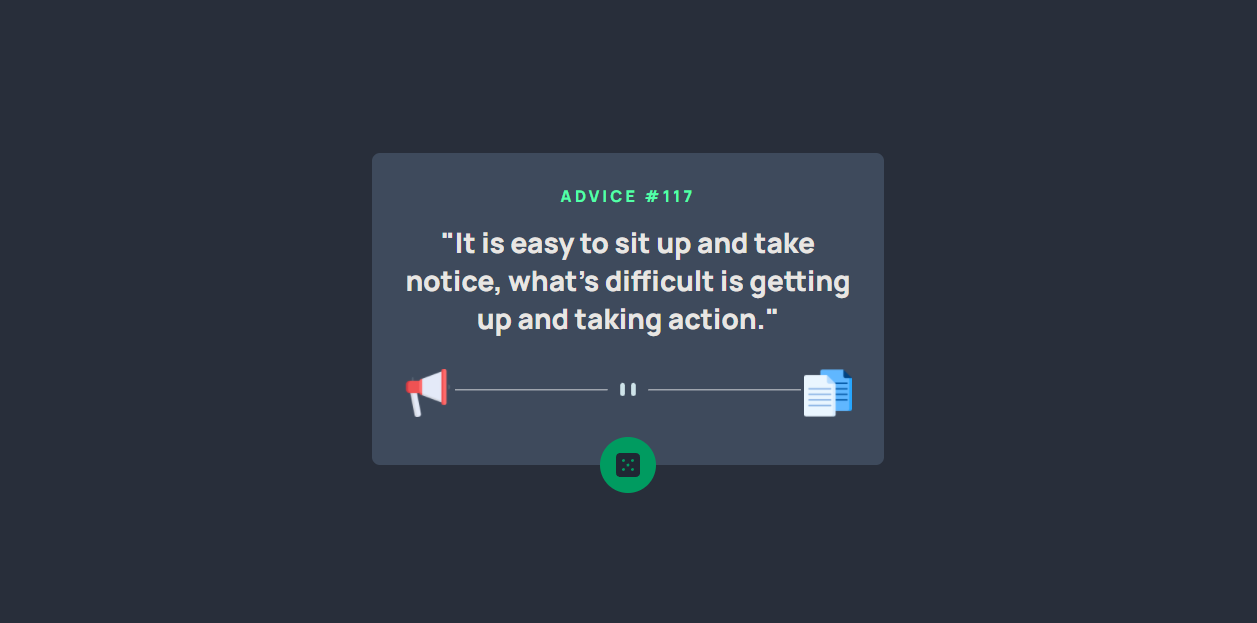 ADVICE #117
"It is easy to sit up and take
notice, what's difficult is getting
up and taking action."